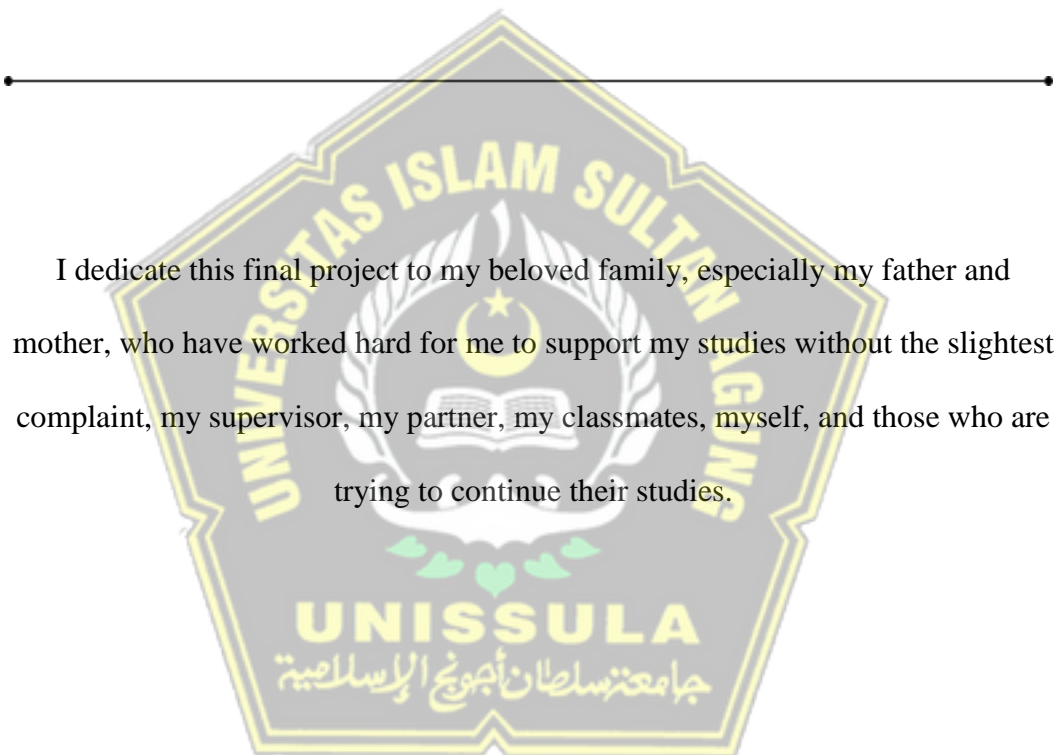 UNIVERSITAS ISLAM SULTAN AGUNG
I dedicate this final project to my beloved family, especially my father and
mother, who have worked hard for me to support my studies without the slightest
complaint, my supervisor, my partner, my classmates, myself, and those who are
trying to continue their studies.
UNISSULA
جامعة سلطان أجونج الإسلامية